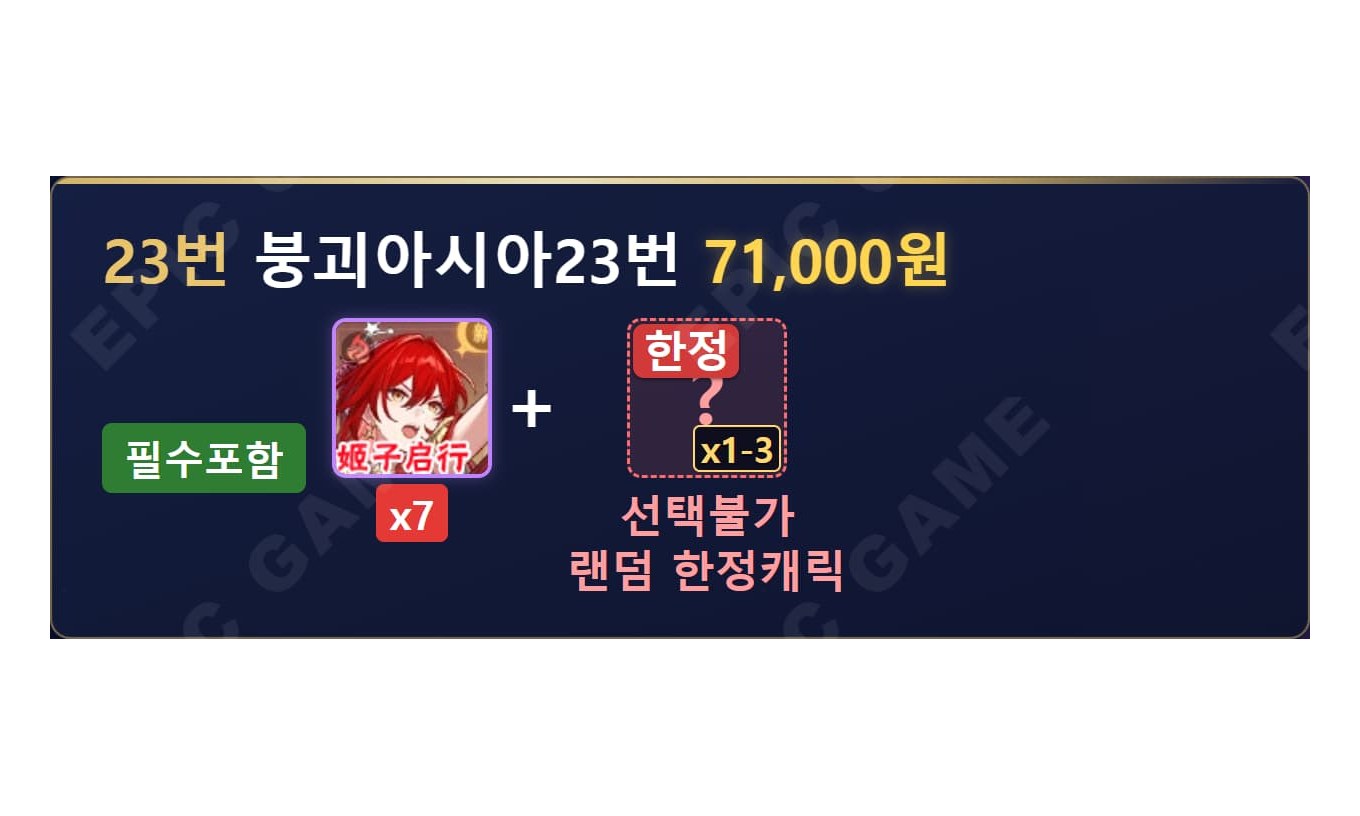 23번 붕괴아시아23번 71,000원
한정
?
x1-3
姬子启行
필수포함
+
x7
선택불가
랜덤 한정캐릭
EPIC GAME